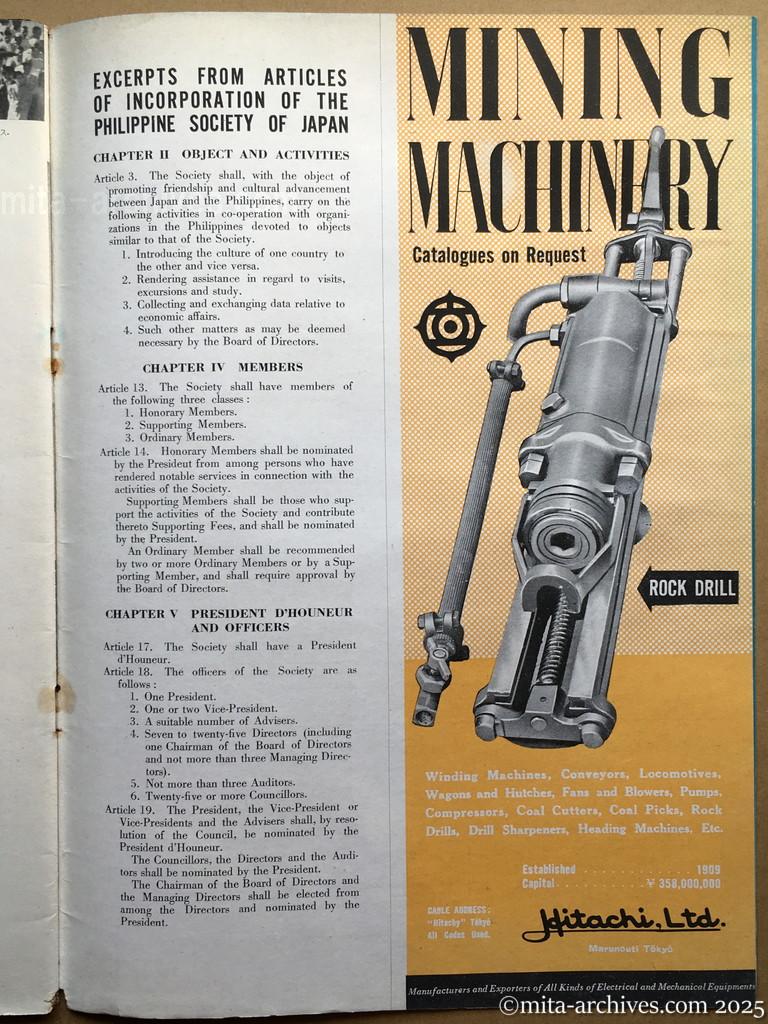 ス.
EXCERPTS FROM ARTICLES
OF INCORPORATION OF THE
PHILIPPINE SOCIETY OF JAPAN
CHAPTER II OBJECT AND ACTIVITIES
Article 3. The Society shall, with the object of
promoting friendship and cultural advancement
between Japan and the Philippines, carry on the
following activities in co-operation with organi-
zations in the Philippines devoted to objects
similar to that of the Society.
1. Introducing the culture of one country to
the other and vice versa.
2. Rendering assistance in regard to visits,
excursions and study.
3. Collecting and exchanging data relative to
economic affairs.
4. Such other matters as may be deemed
necessary by the Board of Directors.
CHAPTER IV MEMBERS
Article 13. The Society shall have members of
the following three classes :
1. Honorary Members.
2. Supporting Members.
3. Ordinary Members.
Article 14. Honorary Members shall be nominated
by the President from among persons who have
rendered notable services in connection with the
activities of the Society.
Supporting Members shall be those who sup-
port the activities of the Society and contribute
thereto Supporting Fees, and shall be nominated
by the President.
An Ordinary Member shall be recommended
by two or more Ordinary Members or by a Sup-
porting Member, and shall require approval by
the Board of Directors.
CHAPTER V PRESIDENT D'HOUNEUR
AND OFFICERS
Article 17. The Society shall have a President
d'Houneur.
Article 18. The officers of the Society are as
follows :
1. One President.
2. One or two Vice-President.
3. A suitable number of Advisers.
4. Seven to twenty-five Directors (including
one Chairman of the Board of Directors
and not more than three Managing Direc-
tors).
5. Not more than three Auditors.
6. Twenty-five or more Councillors.
Article 19. The President, the Vice-President or
Vice-Presidents and the Advisers shall, by reso-
lution of the Council, be nominated by the
President d'Houneur.
The Councillors, the Directors and the Audi-
tors shall be nominated by the President.
The Chairman of the Board of Directors and
the Managing Directors shall be elected from
among the Directors and nominated by the
President.
MINING
MACHINERY
Catalogues on Request
ROCK DRILL
Winding Machines, Conveyors, Locomotives,
Wagons and Hutches, Fans and Blowers, Pumps,
Compressors, Coal Cutters, Coal Picks, Rock
Drills, Drill Sharpeners, Heading Machines, Etc.
Established . . . . . . . . . . . . . 1909
Capital . . . . . . . . . . ¥ 358,000,000
CABLE ADDRESS:
"Hitachy" Tôkyô
All Codes Used.
Hitachi, Ltd.
Marunouti Tôkyô
Manufacturers and Exporters of All Kinds of Electrical and Mechanical Equipments
mita-a
©mita-archives.com 2025